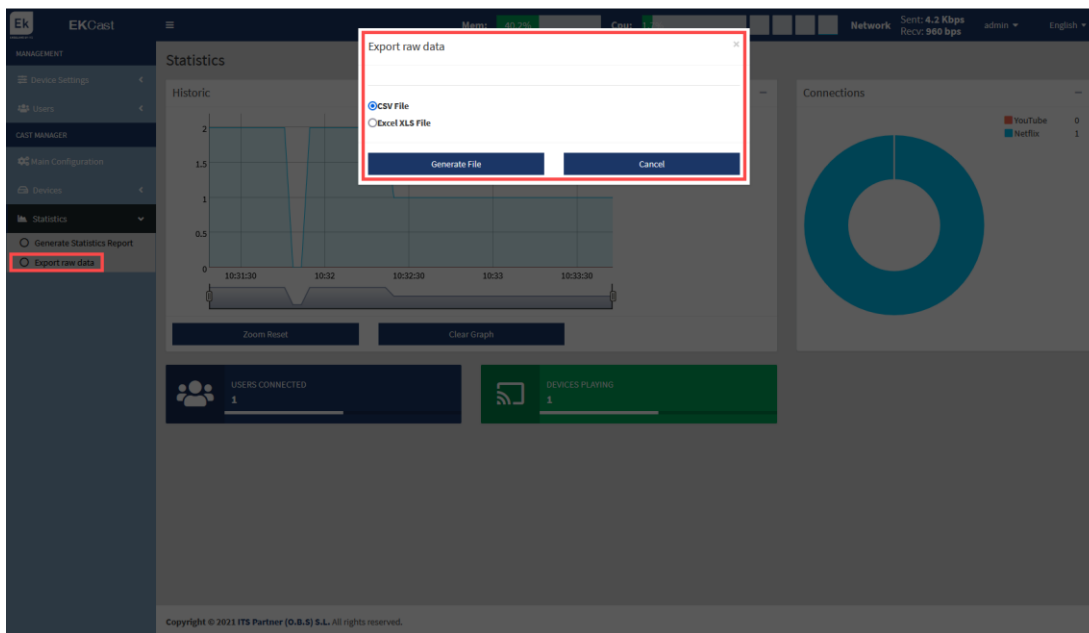 Ek
EKCast
Mem: 40.2%
Cpu: 1.2%
Network
Sent: 4.2 Kbps
Recv: 960 bps
admin
English
MANAGEMENT
Device Settings
Users
CAST MANAGER
Main Configuration
Devices
Statistics
Generate Statistics Report
Export raw data
Statistics
Historic
2
1.5
1
0.5
0
10:31:30
10:32
10:32:30
10:33
10:33:30
Zoom Reset
Clear Graph
Export raw data
×
CSV File
Excel XLS File
Generate File
Cancel
Connections
YouTube 0
Netflix 1
USERS CONNECTED
1
DEVICES PLAYING
1
Copyright © 2021 ITS Partner (O.B.S) S.L. All rights reserved.